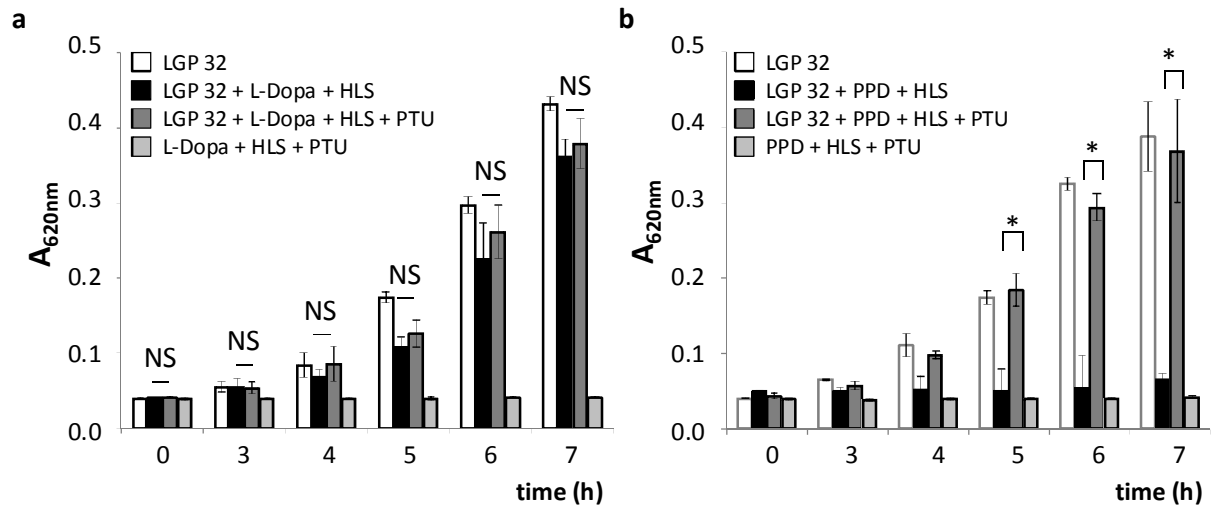 a
0.5
0.4
0.3
0.2
0.1
0.0
A620nm
LGP 32
LGP 32 + L-Dopa + HLS
LGP 32 + L-Dopa + HLS + PTU
L-Dopa + HLS + PTU
NS
NS
NS
NS
NS
NS
0 3 4 5 6 7
time (h)
b
0.5
0.4
0.3
0.2
0.1
0.0
A620nm
LGP 32
LGP 32 + PPD + HLS
LGP 32 + PPD + HLS + PTU
PPD + HLS + PTU
*
*
*
0 3 4 5 6 7
time (h)